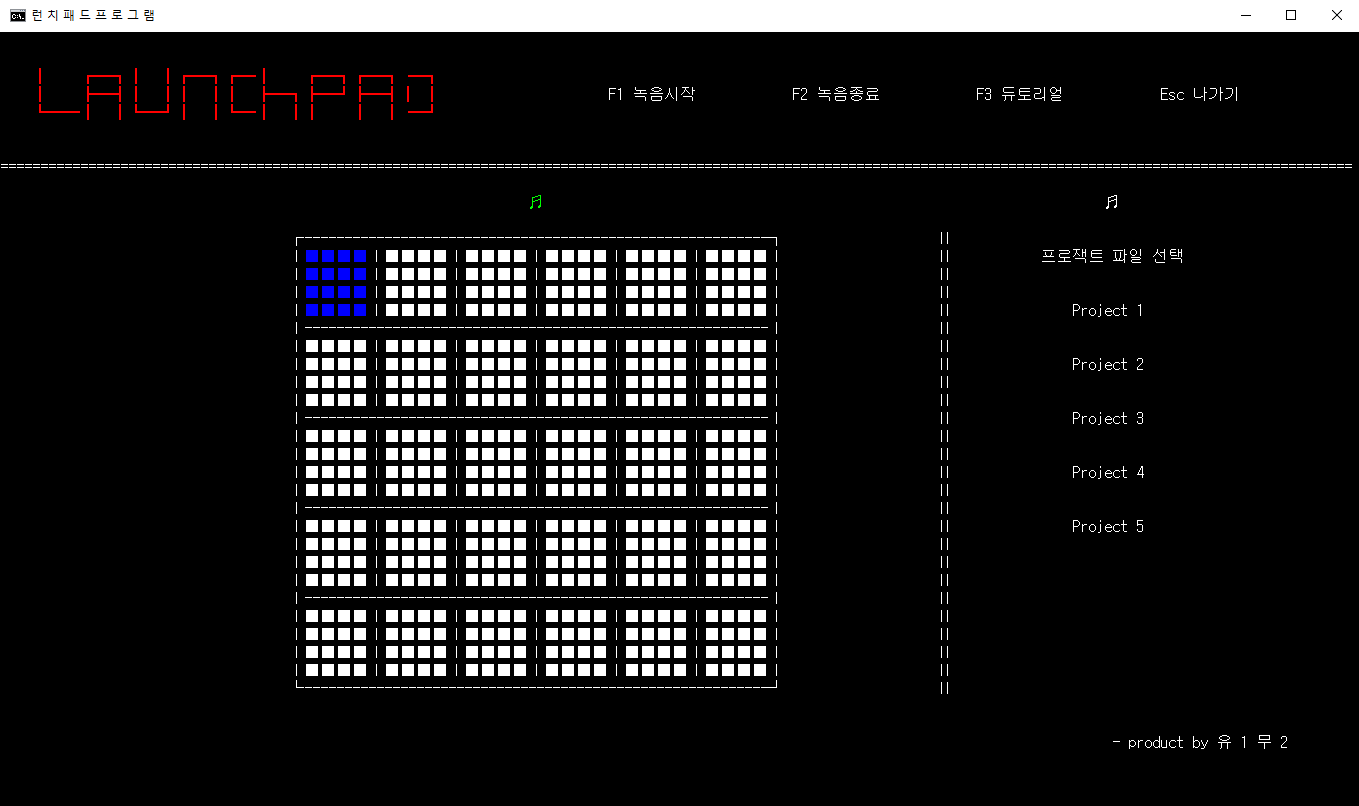 런 치 패 드 프 로 그 램
LAUNChPAD
F1 녹음시작 F2 녹음종료 F3 듀토리얼 Esc 나가기
프로잭트 파일 선택
Project 1
Project 2
Project 3
Project 4
Project 5
- product by 유 1 무 2